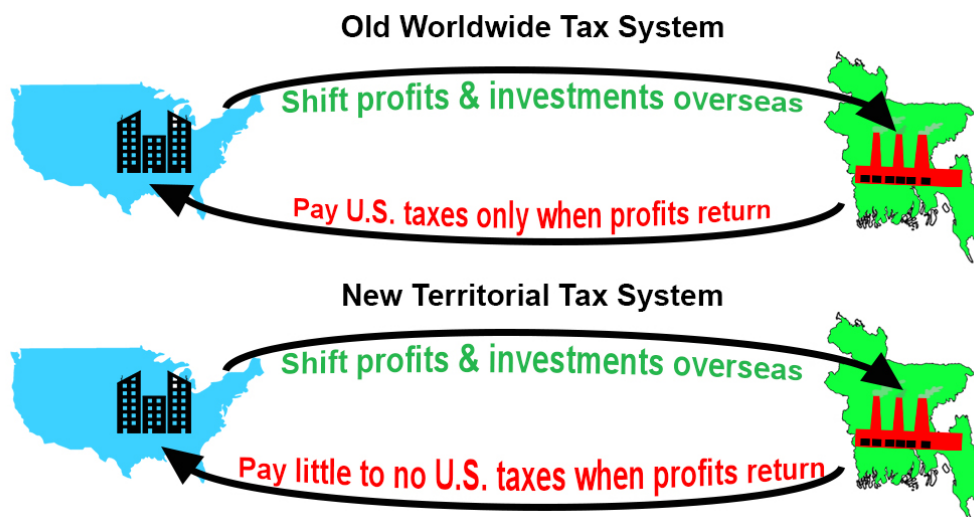 Old Worldwide Tax System
Shift profits & investments overseas
Pay U.S. taxes only when profits return
New Territorial Tax System
Shift profits & investments overseas
Pay little to no U.S. taxes when profits return